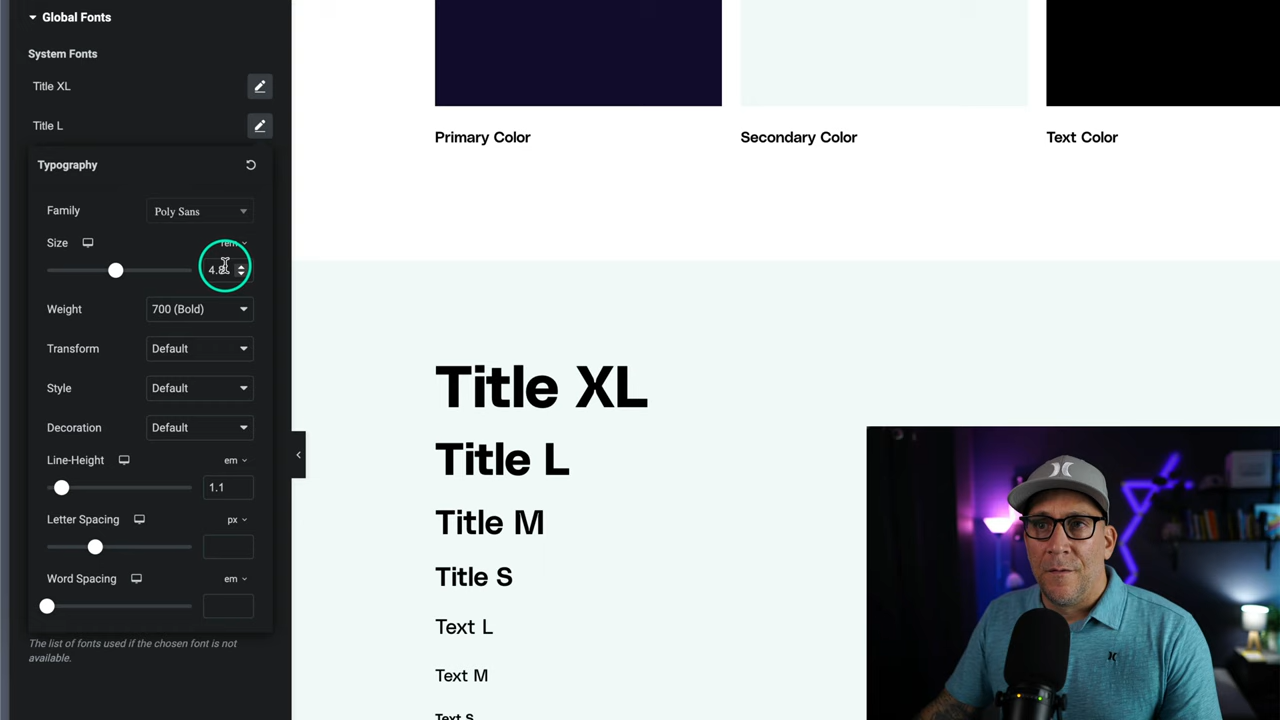 Global Fonts
System Fonts
Title XL
Title L
Typography
Family
Poly Sans
Size
Weight
700 (Bold)
Transform
Default
Style
Default
Decoration
Default
Line-Height
em
1.1
Letter Spacing
px
Word Spacing
em
The list of fonts used if the chosen font is not
available.
Primary Color
Secondary Color
Text Color
Title XL
Title L
Title M
Title S
Text L
Text M
Text S